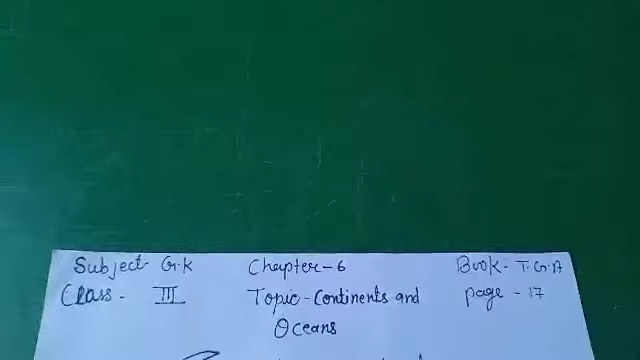 Subject- G.K Chapter-6 Book- T.G.A
Class- III Topic-Continents and page - 17
Oceans